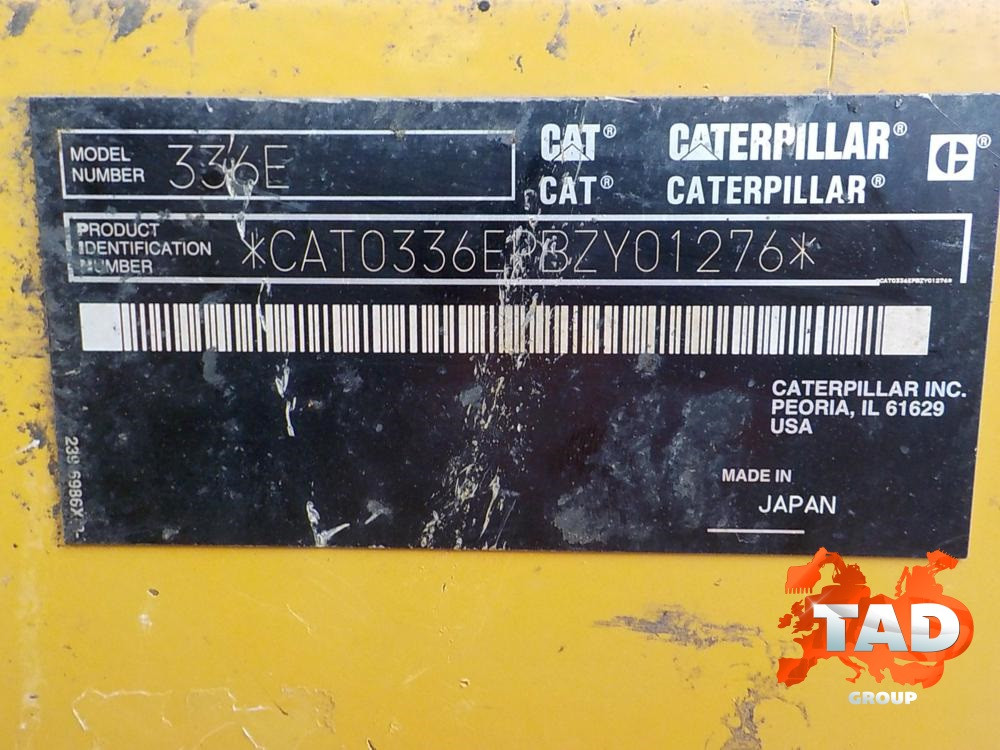 MODEL
NUMBER
336E
CAT® CATERPILLAR®
CAT® CATERPILLAR®
PRODUCT
IDENTIFICATION
NUMBER
*CAT0336EPBZY01276*
*CAT0336EPBZY01276*
CATERPILLAR INC.
PEORIA, IL 61629
USA
MADE IN
JAPAN
TAD
GROUP